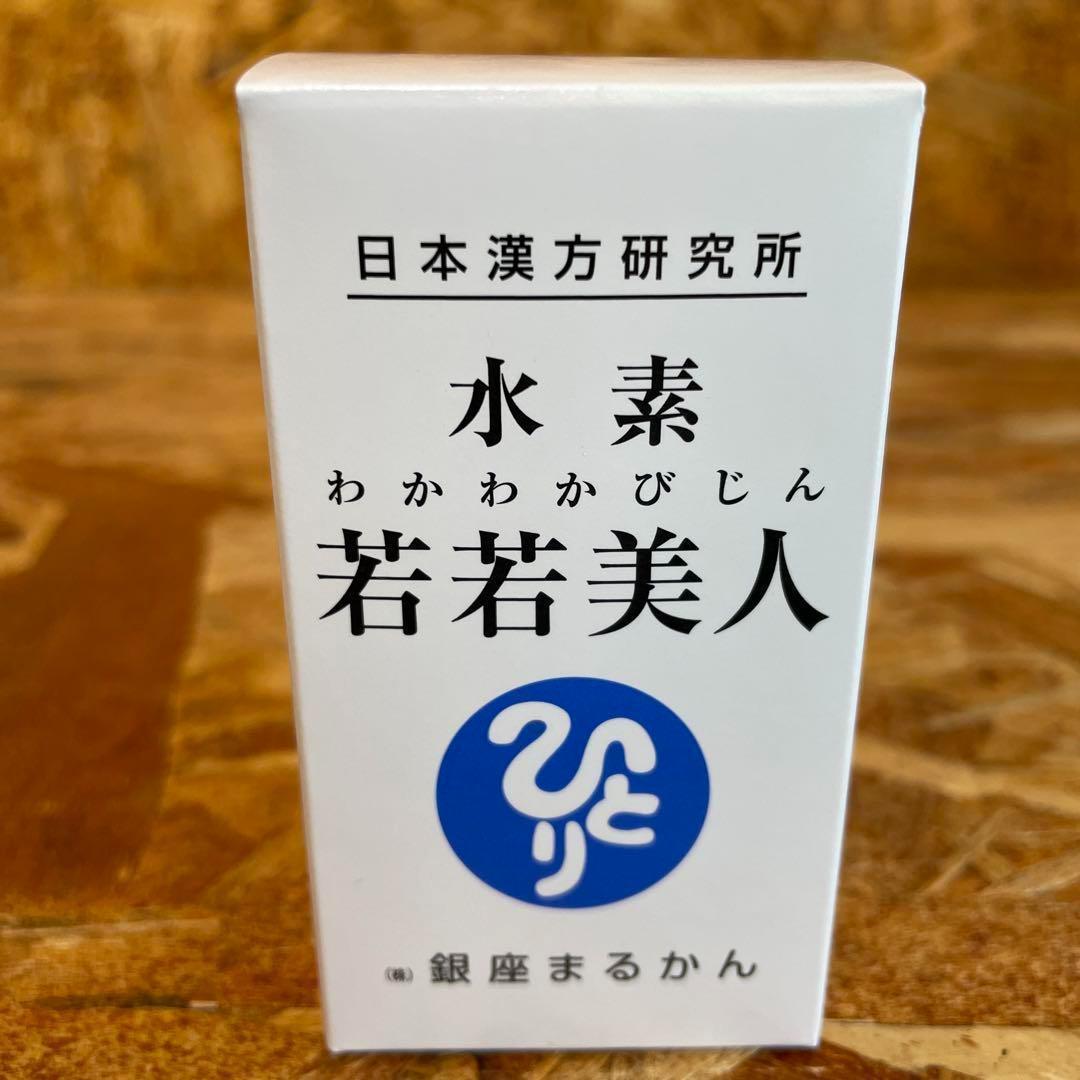 日本漢方研究所
水素
わかわかびじん
若若美人
ひとり
㈱銀座まるかん